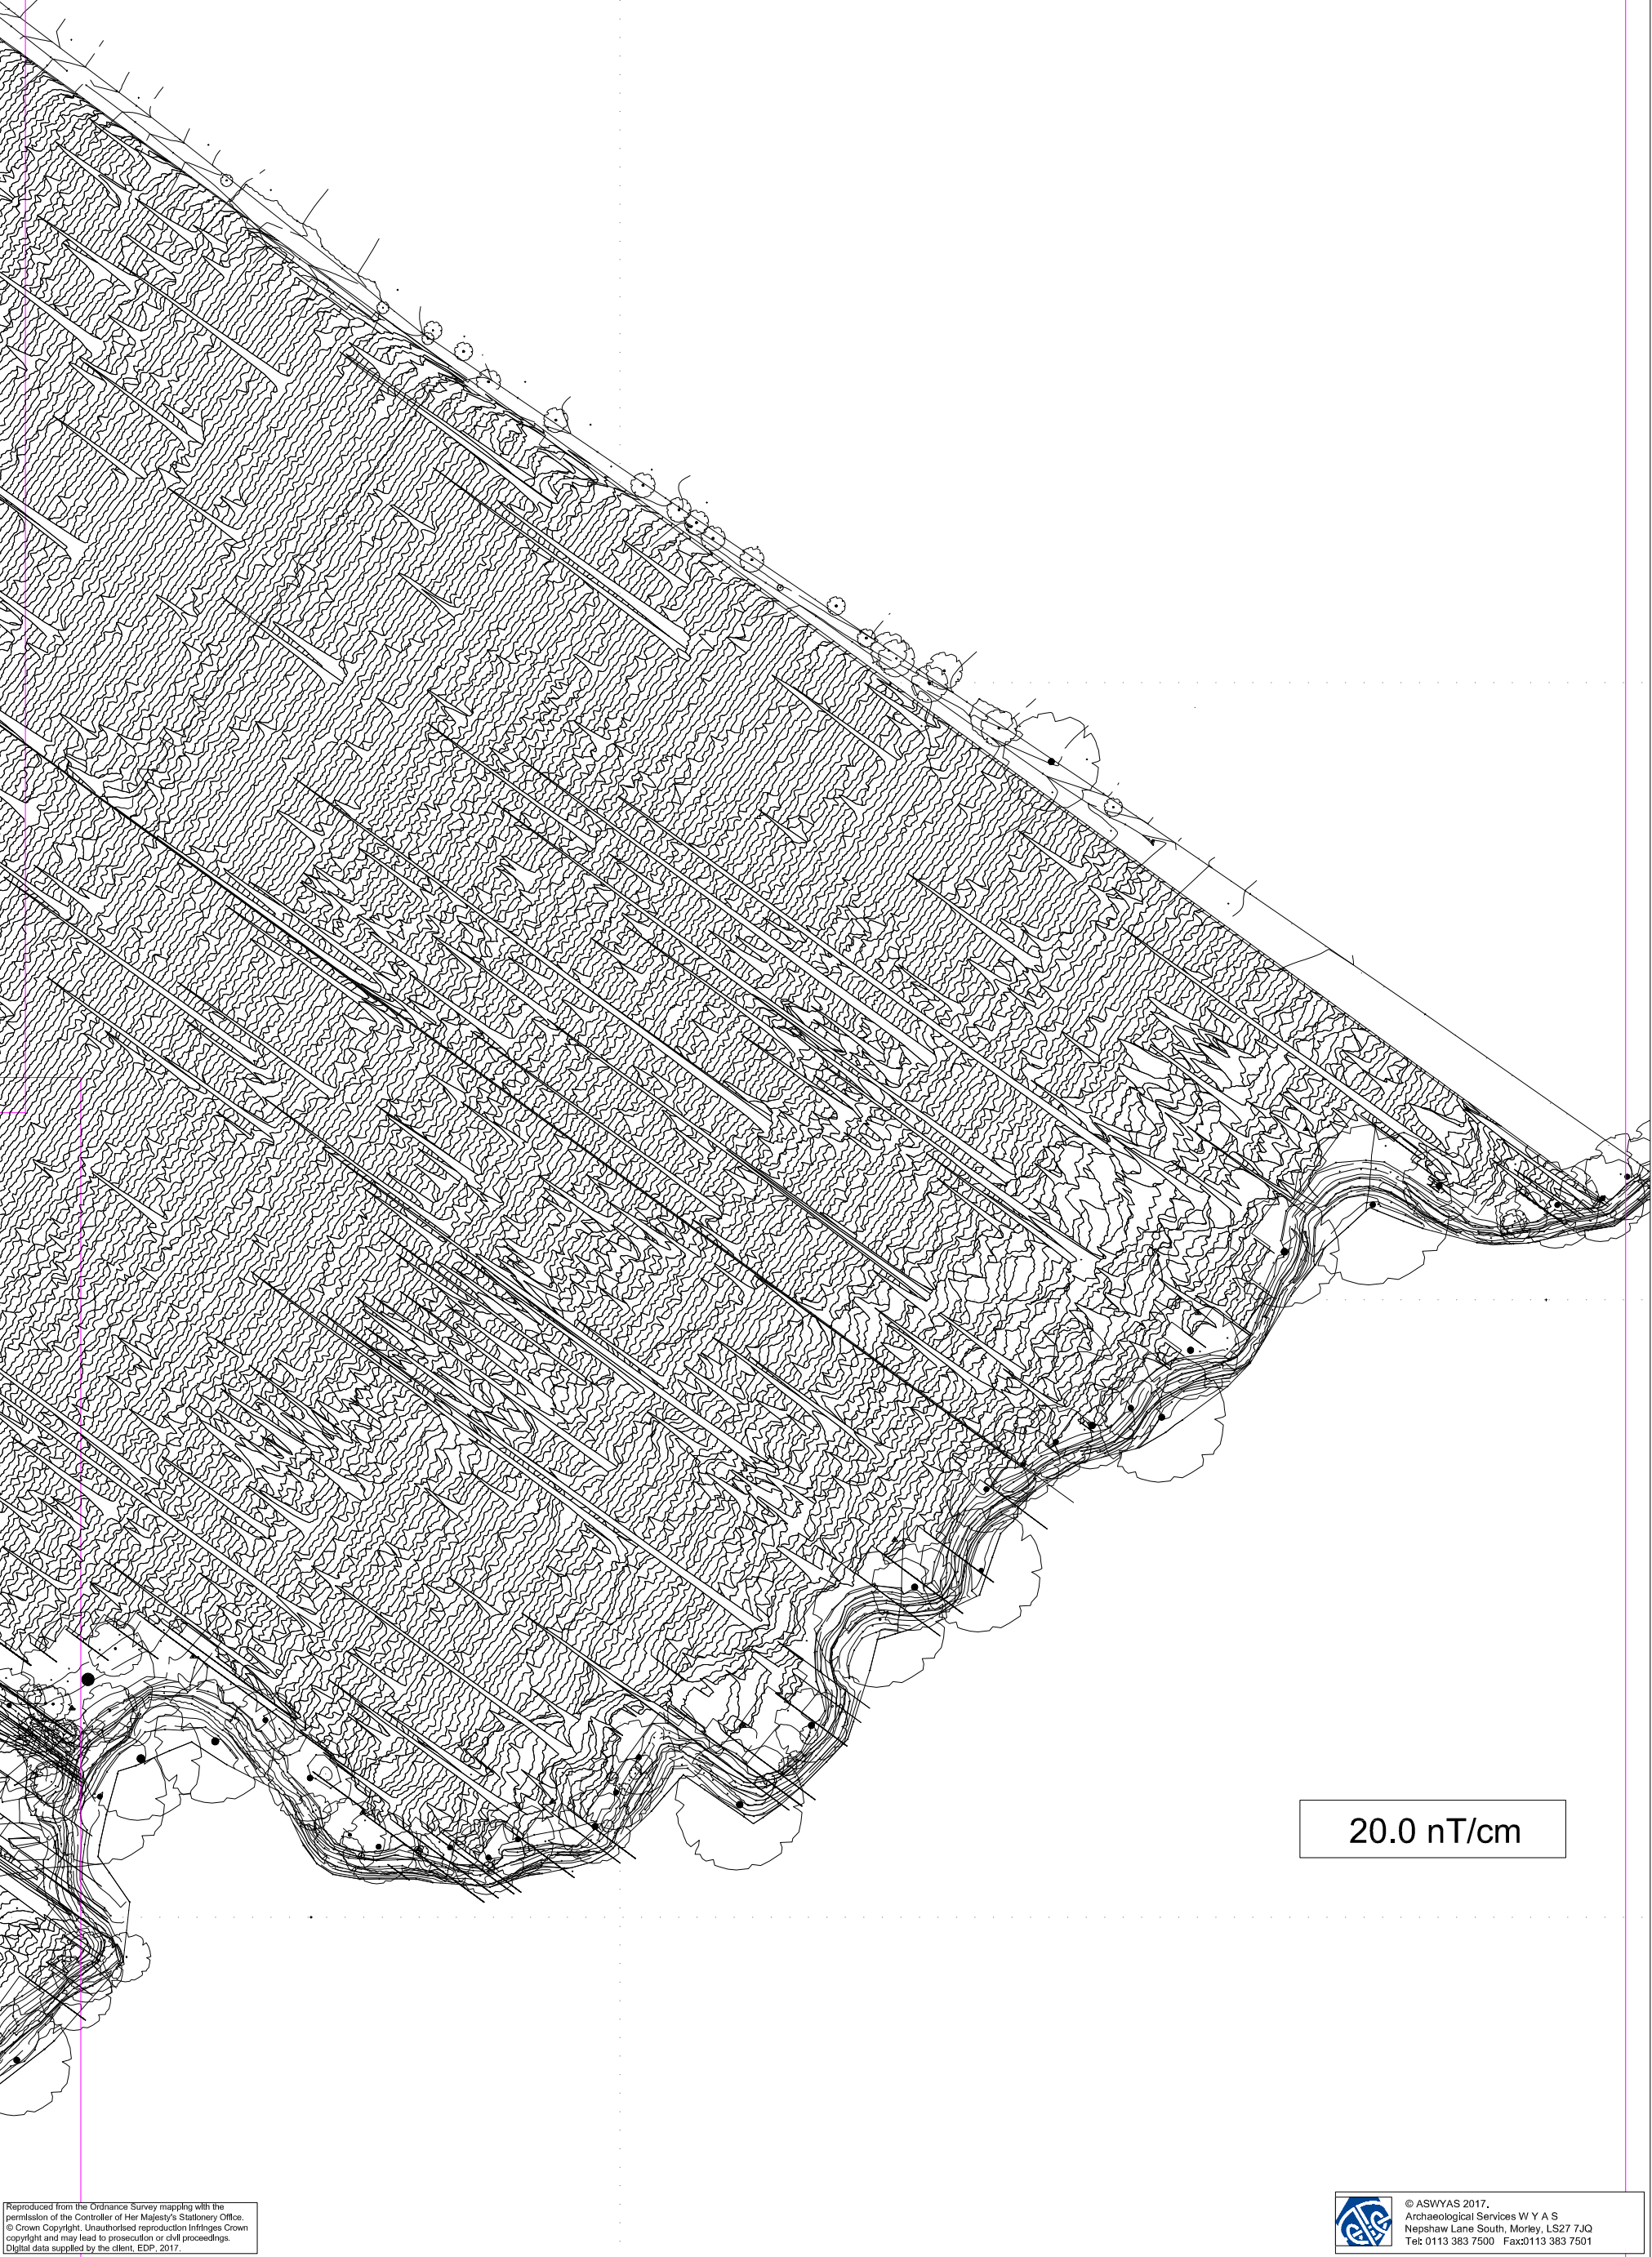 20.0 nT/cm
Reproduced from the Ordnance Survey mapping with the
permission of the Controller of Her Majesty's Stationery Office.
© Crown Copyright. Unauthorised reproduction infringes Crown
copyright and may lead to prosecution or civil proceedings.
Digital data supplied by the client, EDP, 2017.
© ASWYAS 2017.
Archaeological Services W Y A S
Nepshaw Lane South, Morley, LS27 7JQ
Tel: 0113 383 7500 Fax:0113 383 7501